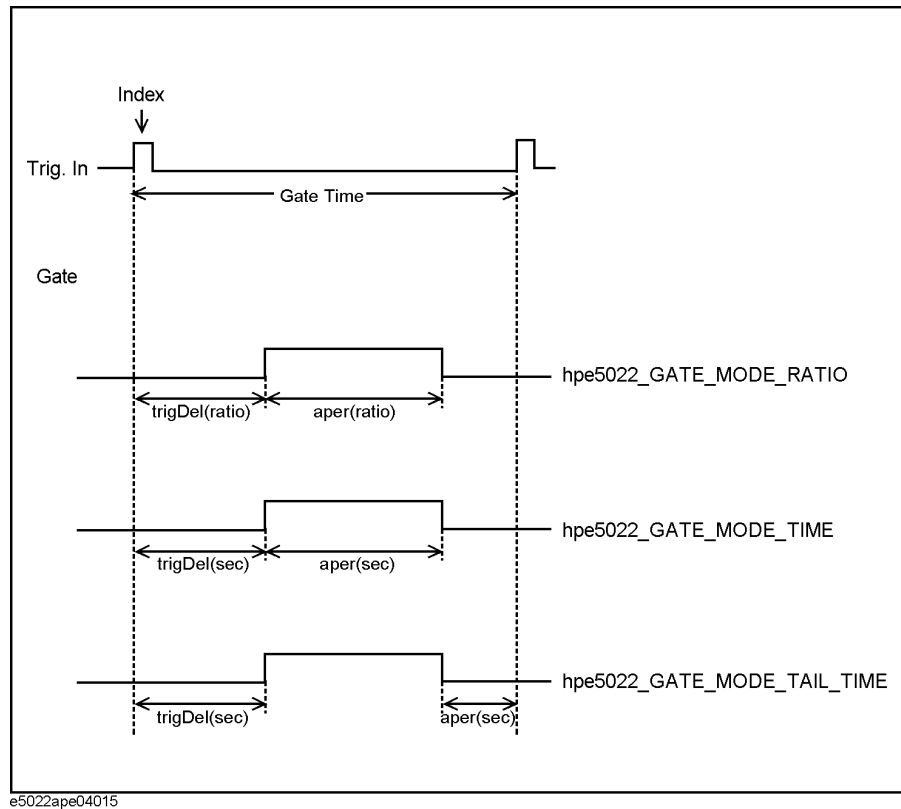 Index
Trig. In
Gate Time
Gate
hpe5022_GATE_MODE_RATIO
trigDel(ratio) aper(ratio)
hpe5022_GATE_MODE_TIME
trigDel(sec) aper(sec)
hpe5022_GATE_MODE_TAIL_TIME
trigDel(sec) aper(sec)
e5022ape04015